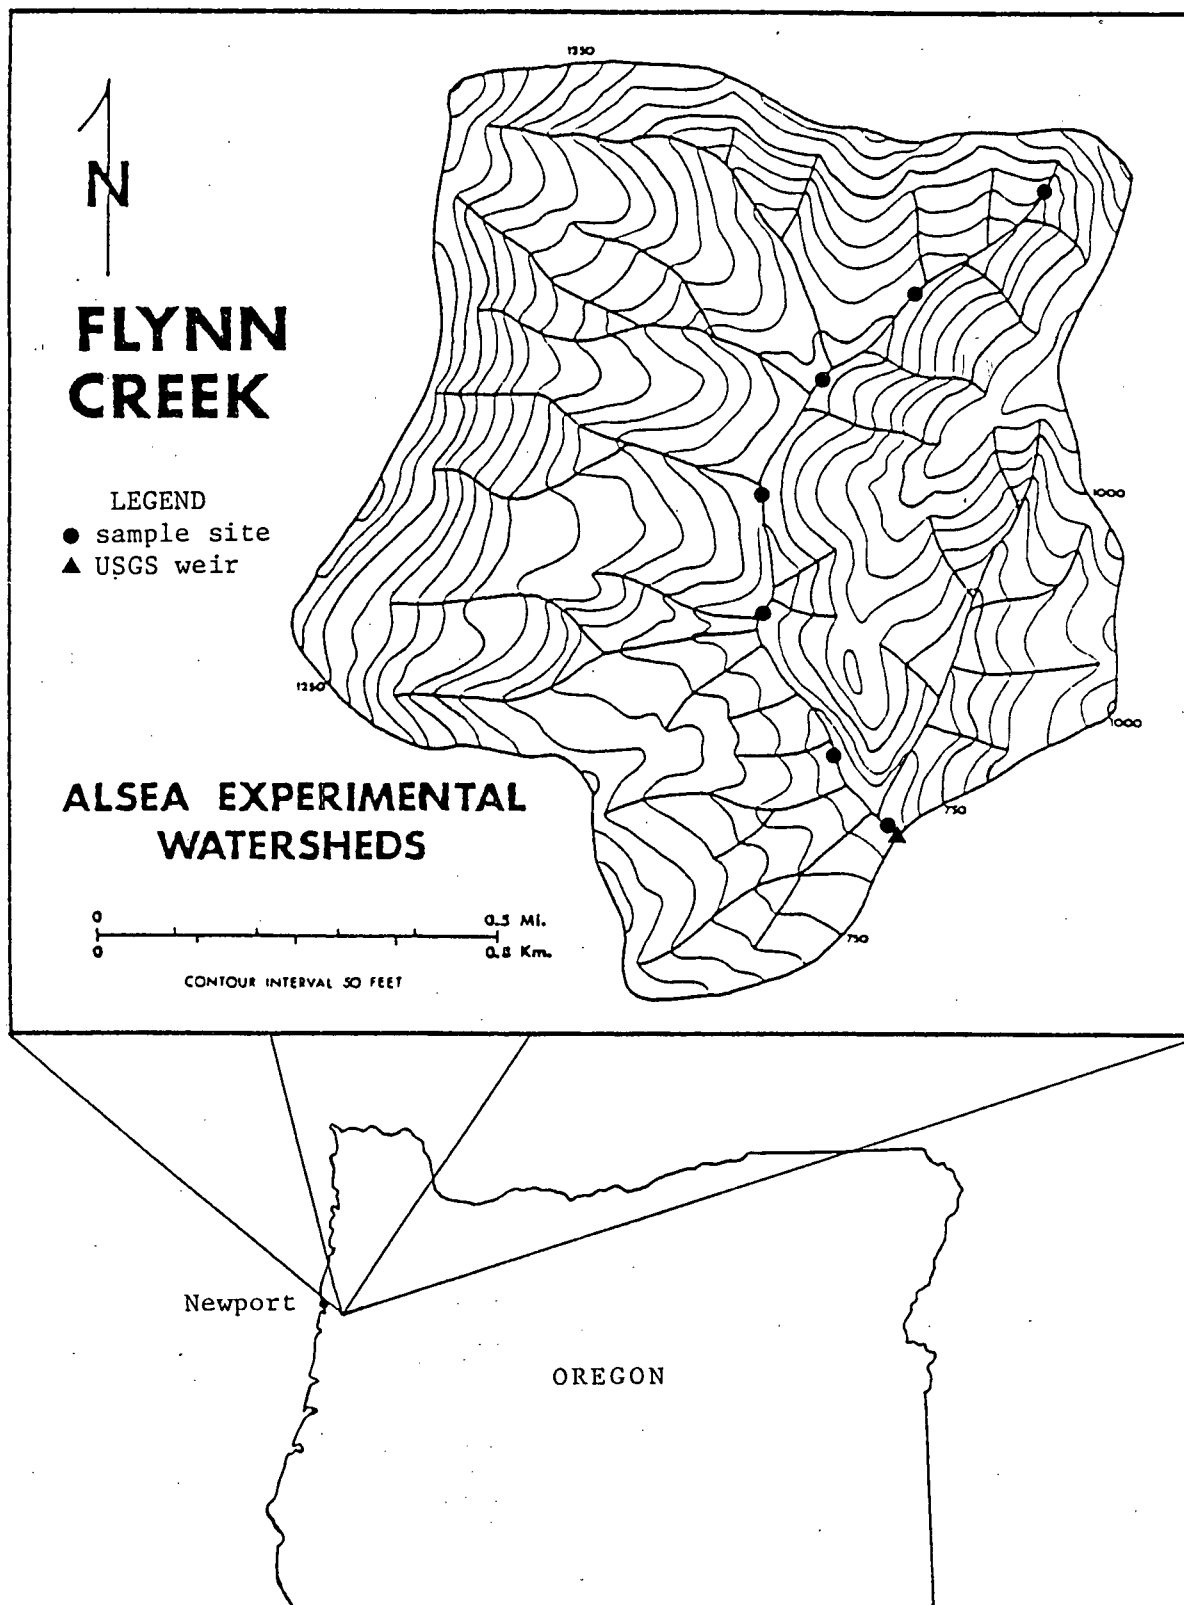 1350
N
FLYNN
CREEK
LEGEND
sample site
USGS weir
1000
1250
1000
ALSEA EXPERIMENTAL
WATERSHEDS
750
0 0.5 Mi.
0 0.8 Km.
750
CONTOUR INTERVAL 50 FEET
Newport
OREGON